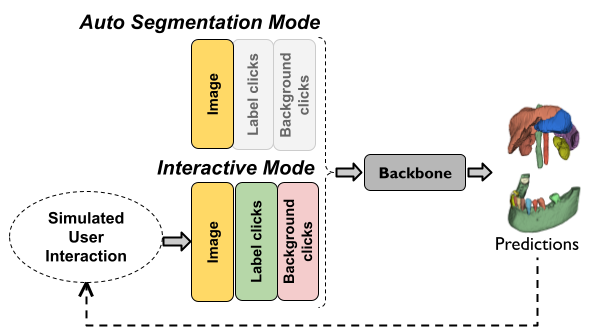 Auto Segmentation Mode
Image
Label clicks
Background
clicks
Interactive Mode
Image
Label clicks
Background
clicks
Simulated
User
Interaction
Backbone
Predictions